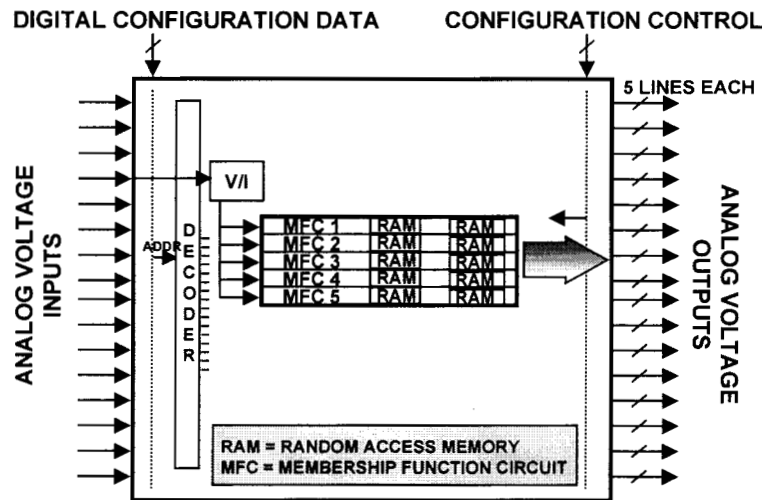 DIGITAL CONFIGURATION DATA
CONFIGURATION CONTROL
5 LINES EACH
ANALOG VOLTAGE
INPUTS
V/I
ADDR
DECODER
MFC 1 RAM RAM
MFC 2 RAM RAM
MFC 3 RAM RAM
MFC 4 RAM RAM
MFC 5 RAM RAM
ANALOG VOLTAGE
OUTPUTS
RAM = RANDOM ACCESS MEMORY
MFC = MEMBERSHIP FUNCTION CIRCUIT